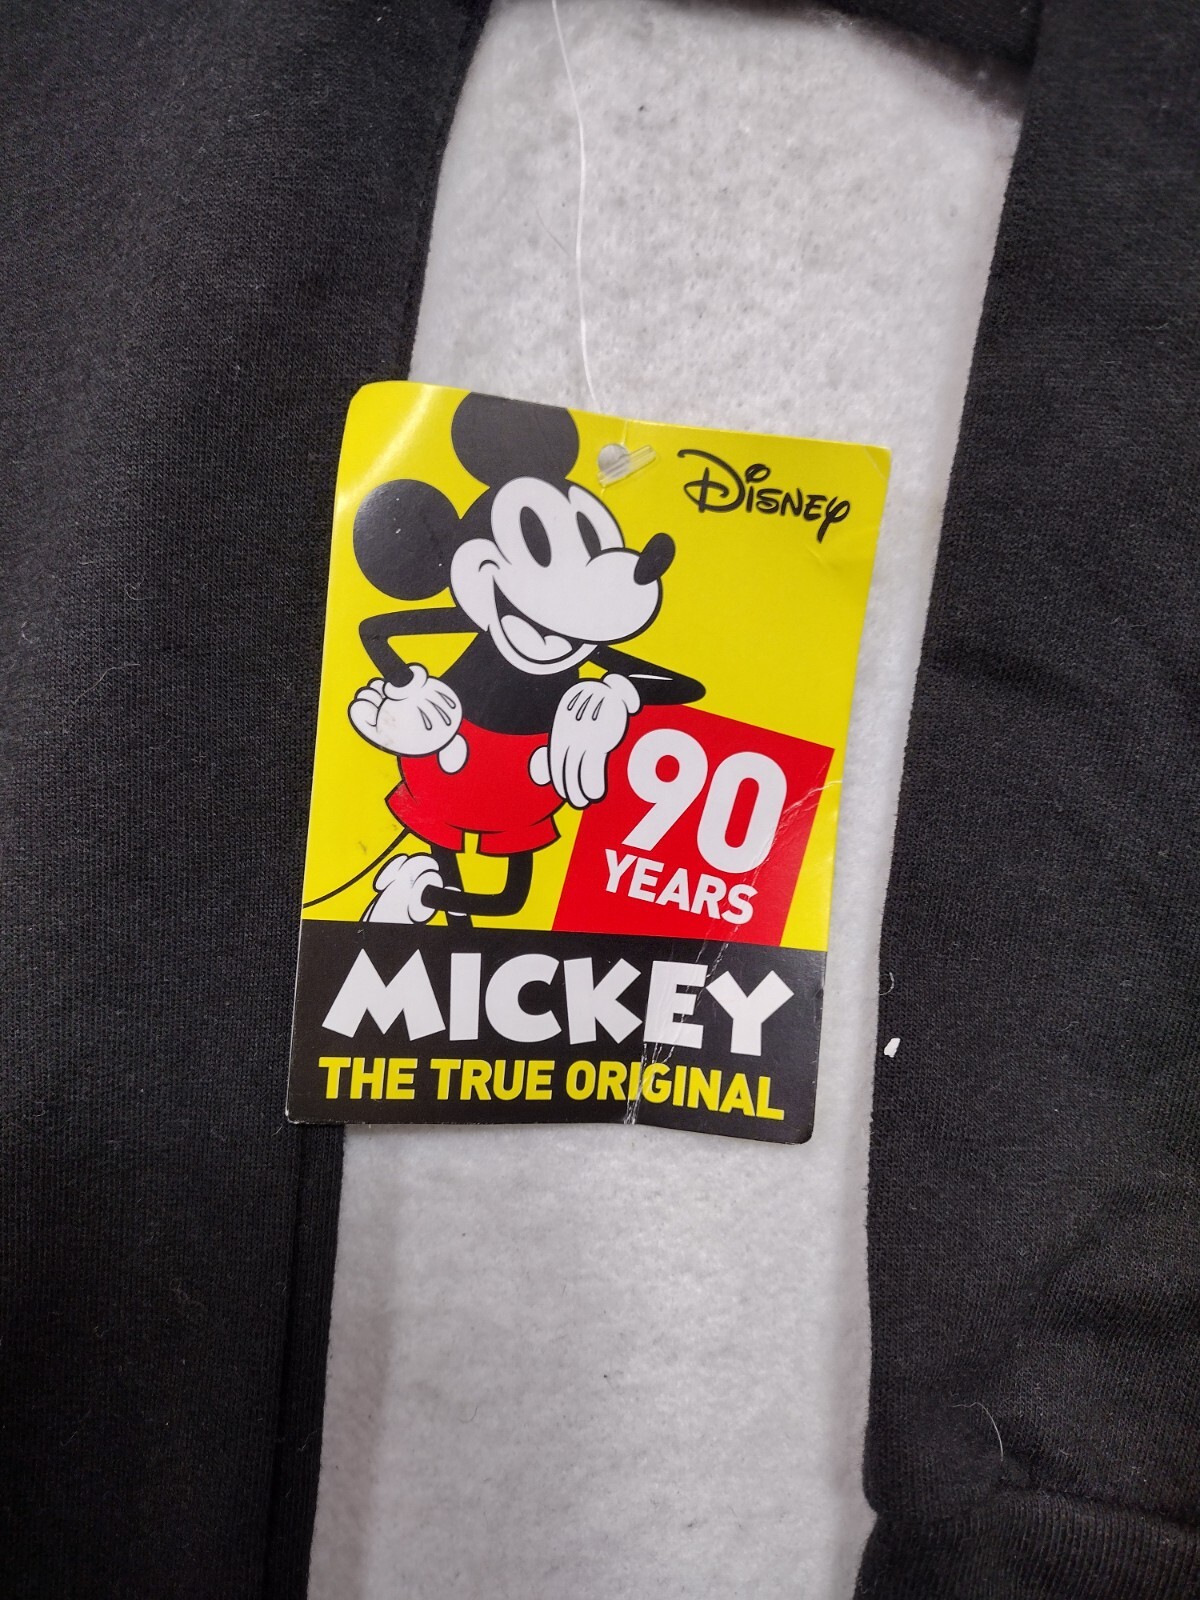 DISNEY
90
YEARS
MICKEY
THE TRUE ORIGINAL